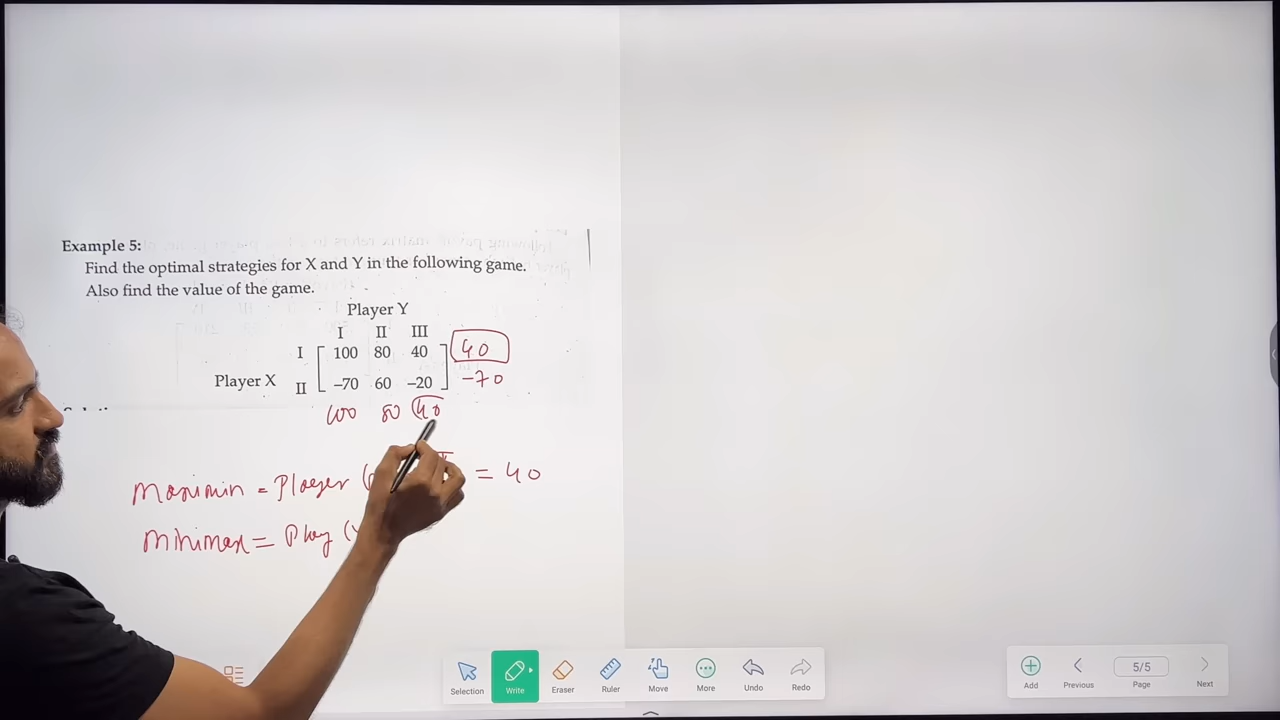 Example 5:
Find the optimal strategies for X and Y in the following game.
Also find the value of the game.
Player Y
I II III
I 100 80 40 40
Player X II -70 60 -20 -70
100 80 40
Maximin = Player ( = 40
Minimax = Play (
Selection Write Eraser Ruler Move More Undo Redo
Add Previous 5/5 Page Next